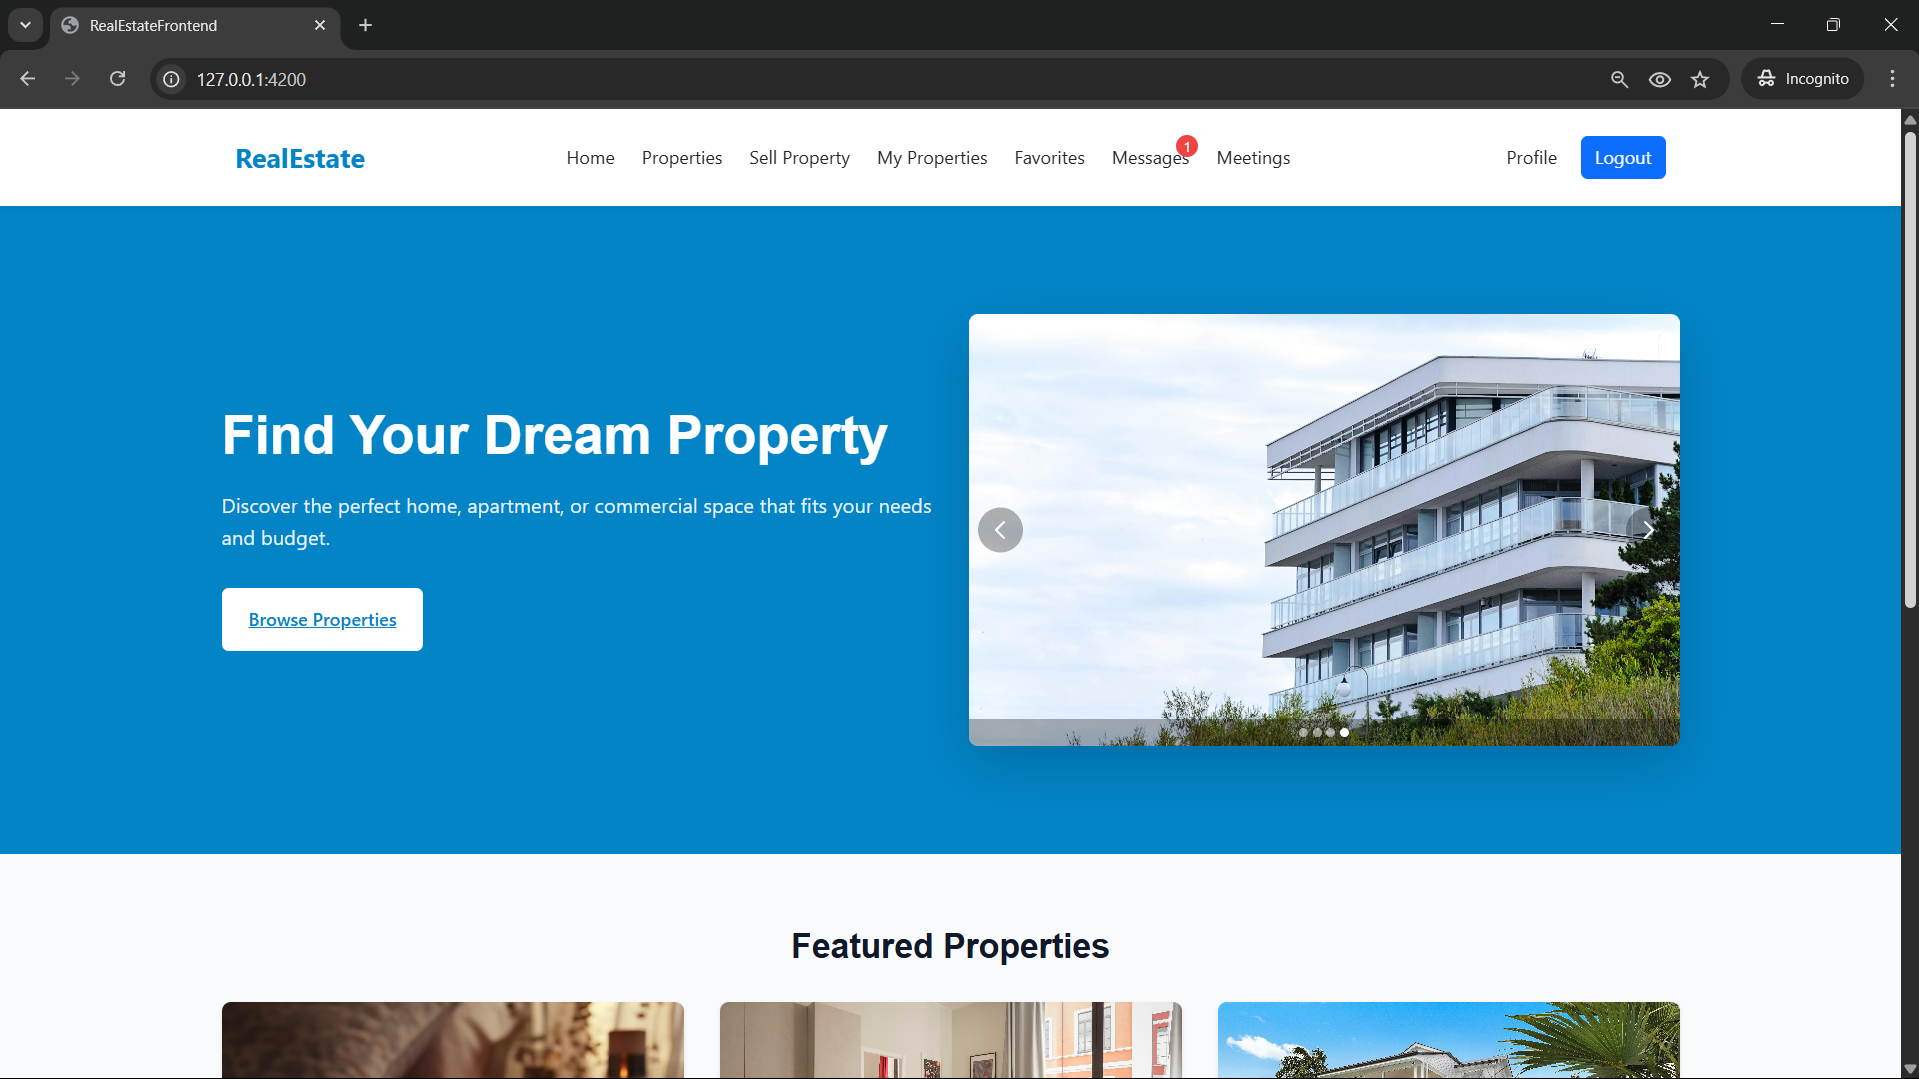 RealEstateFrontend
127.0.0.1:4200
Incognito
RealEstate
Home
Properties
Sell Property
My Properties
Favorites
Messages
1
Meetings
Profile
Logout
Find Your Dream Property
Discover the perfect home, apartment, or commercial space that fits your needs
and budget.
Browse Properties
Featured Properties